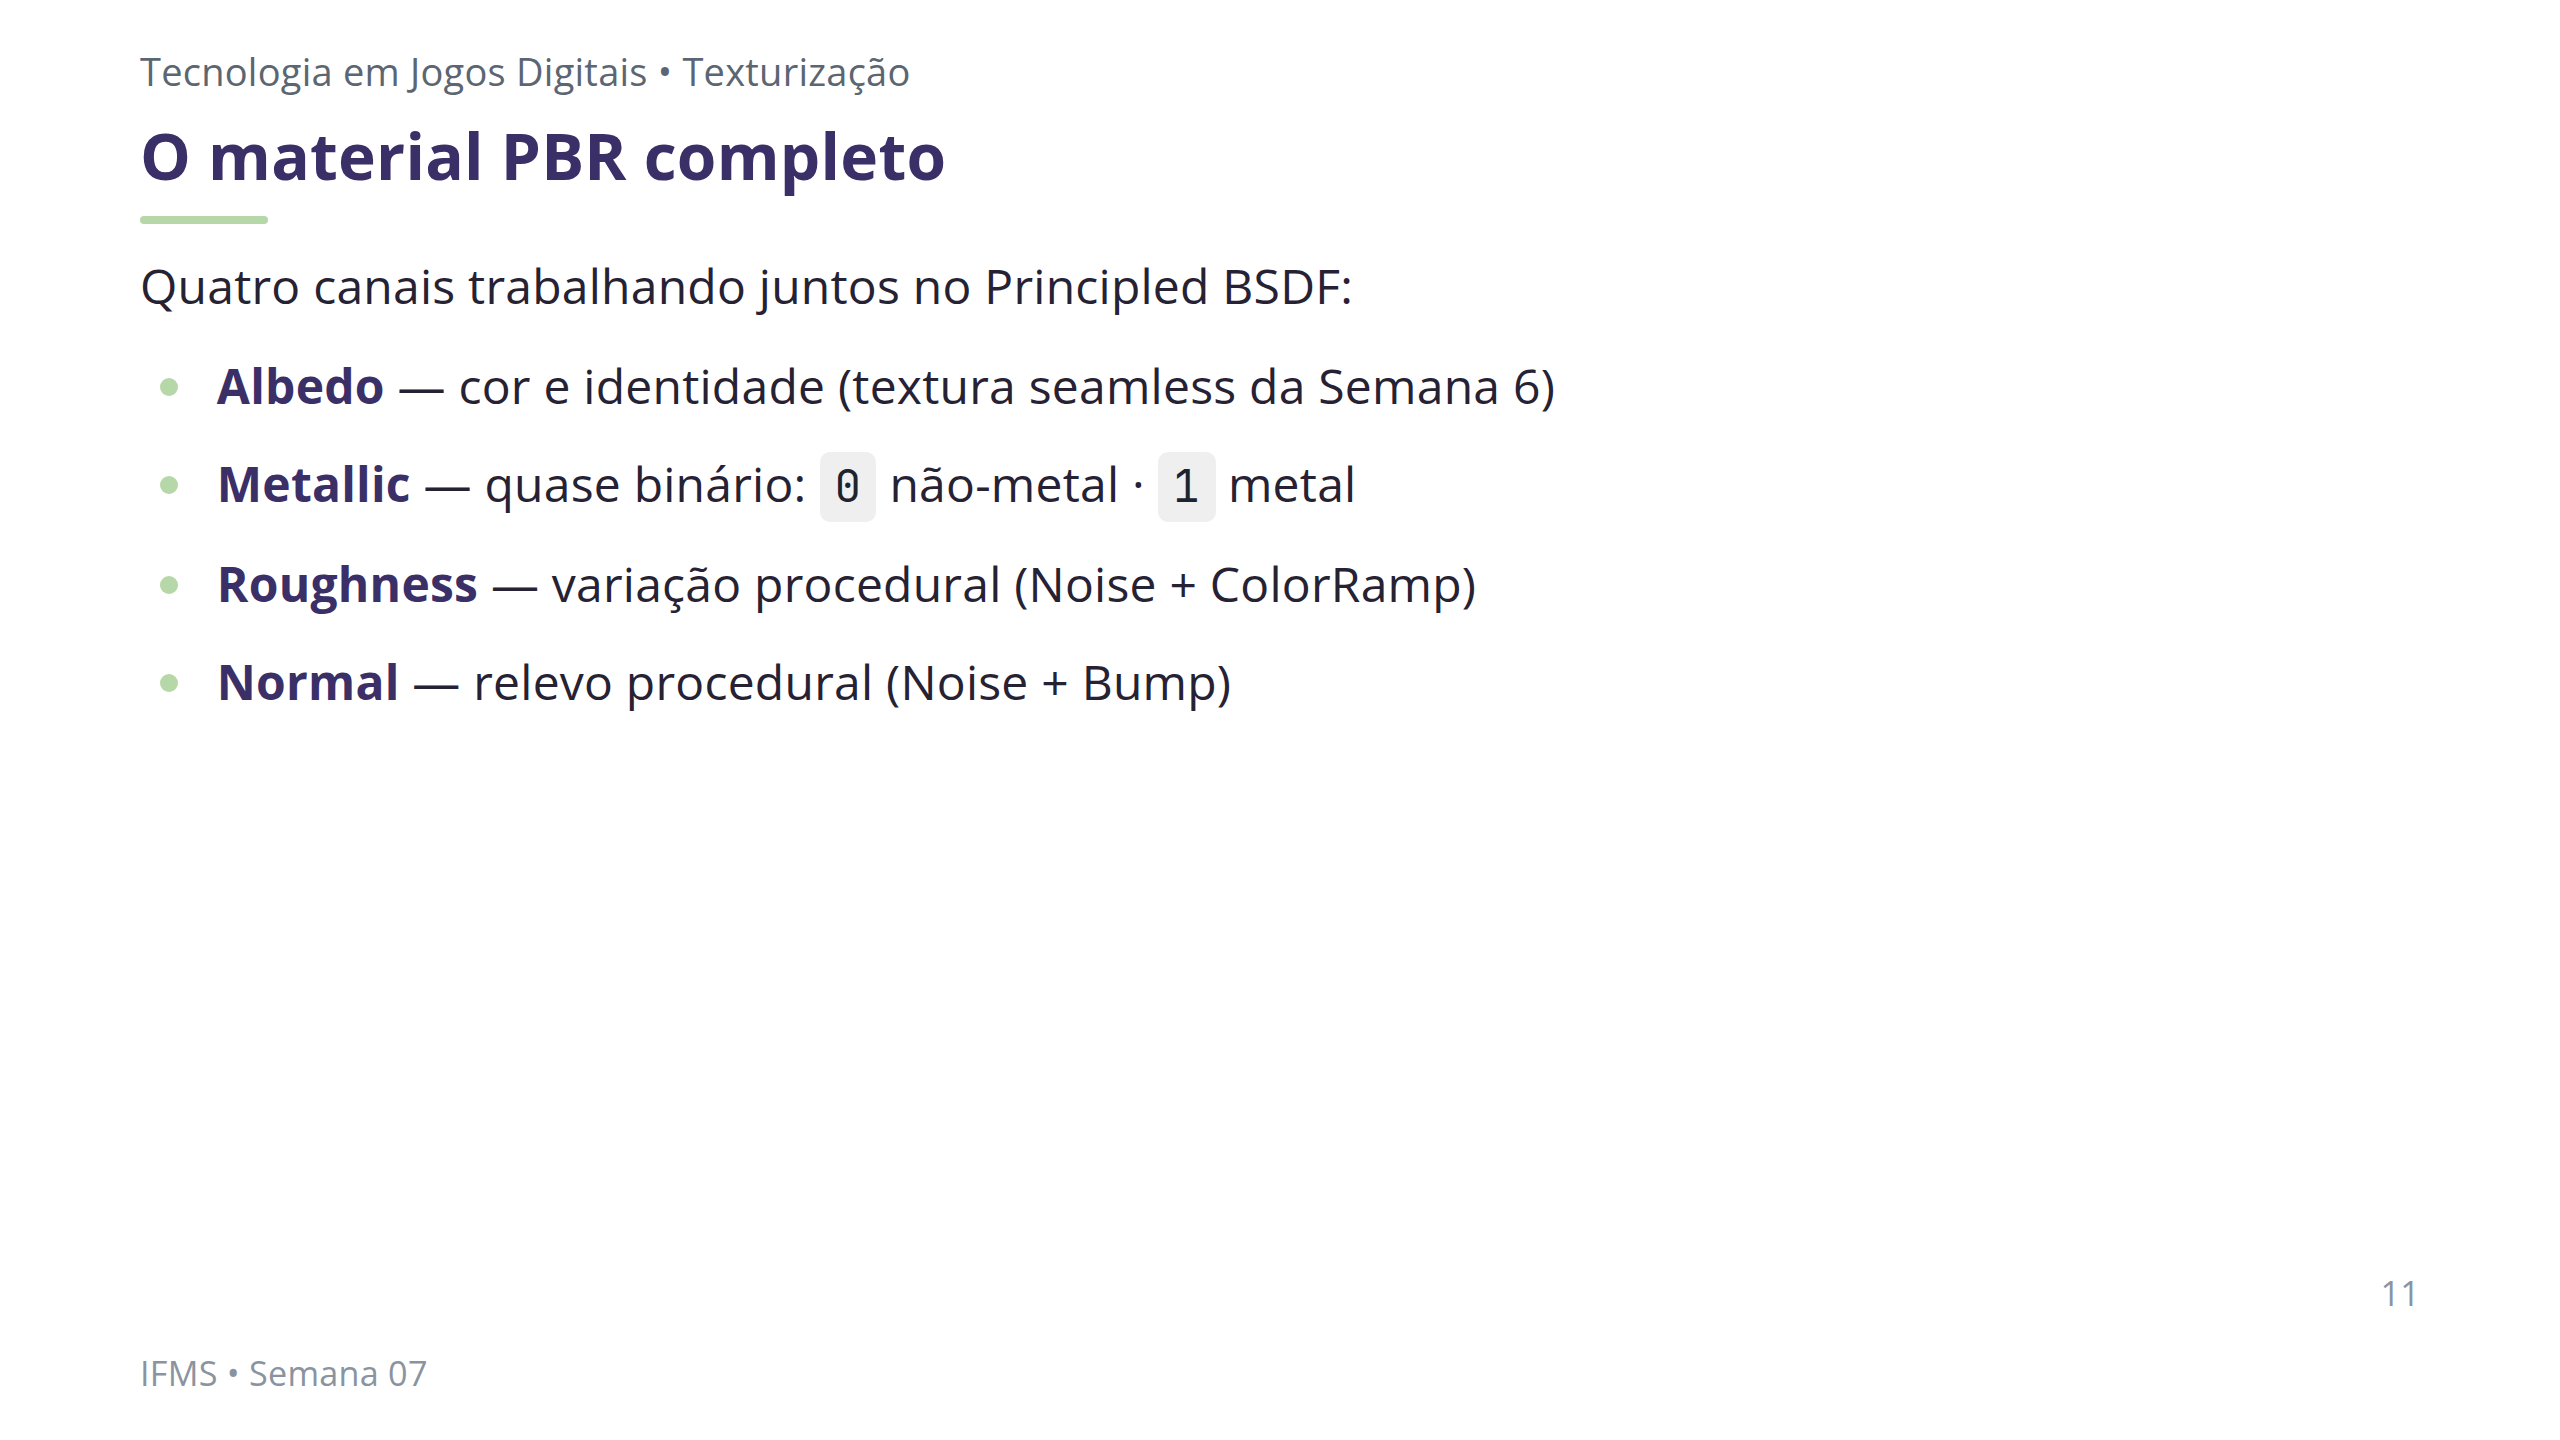 Tecnologia em Jogos Digitais • Texturização
O material PBR completo
Quatro canais trabalhando juntos no Principled BSDF:
• Albedo — cor e identidade (textura seamless da Semana 6)
• Metallic — quase binário: 0 não-metal · 1 metal
• Roughness — variação procedural (Noise + ColorRamp)
• Normal — relevo procedural (Noise + Bump)
11
IFMS • Semana 07